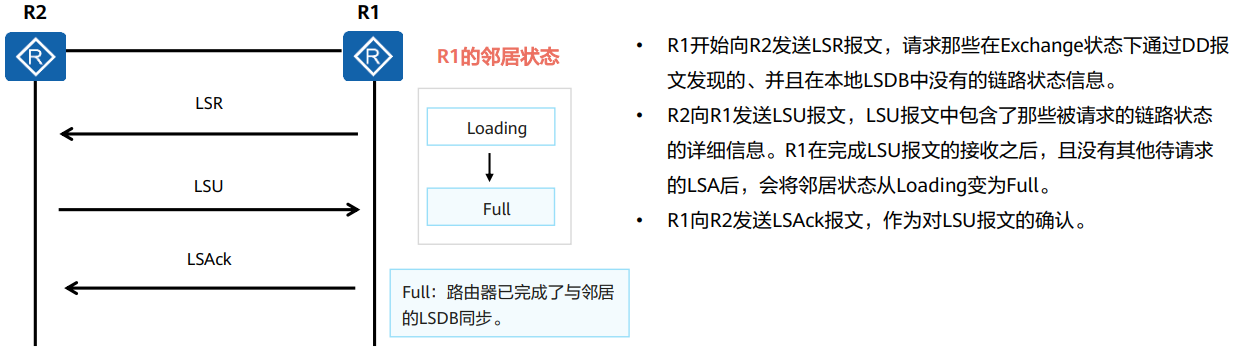 R2
R1
R1的邻居状态
LSR
Loading
LSU
Full
LSAck
Full：路由器已完成了与邻居
的LSDB同步。
• R1开始向R2发送LSR报文，请求那些在Exchange状态下通过DD报
文发现的、并且在本地LSDB中没有的链路状态信息。
• R2向R1发送LSU报文，LSU报文中包含了那些被请求的链路状态
的详细信息。R1在完成LSU报文的接收之后，且没有其他待请求
的LSA后，会将邻居状态从Loading变为Full。
• R1向R2发送LSAck报文，作为对LSU报文的确认。